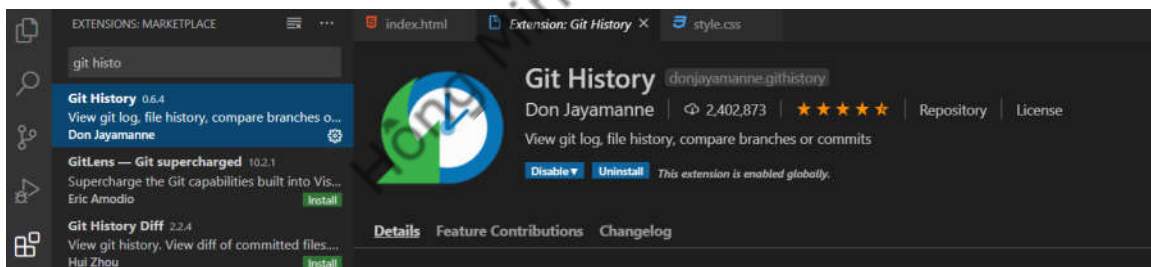 EXTENSIONS: MARKETPLACE
git histo
Git History 0.6.4
View git log, file history, compare branches o...
Don Jayamanne
GitLens — Git supercharged 10.2.1
Supercharge the Git capabilities built into Vis...
Eric Amodio Install
Git History Diff 2.2.4
View git history. View diff of committed files....
Hui Zhou Install
index.html Extension: Git History style.css
Git History donjayamanne.githistory
Don Jayamanne 2,402,873 Repository License
View git log, file history, compare branches or commits
Disable Uninstall This extension is enabled globally.
Details Feature Contributions Changelog
Hồng Min